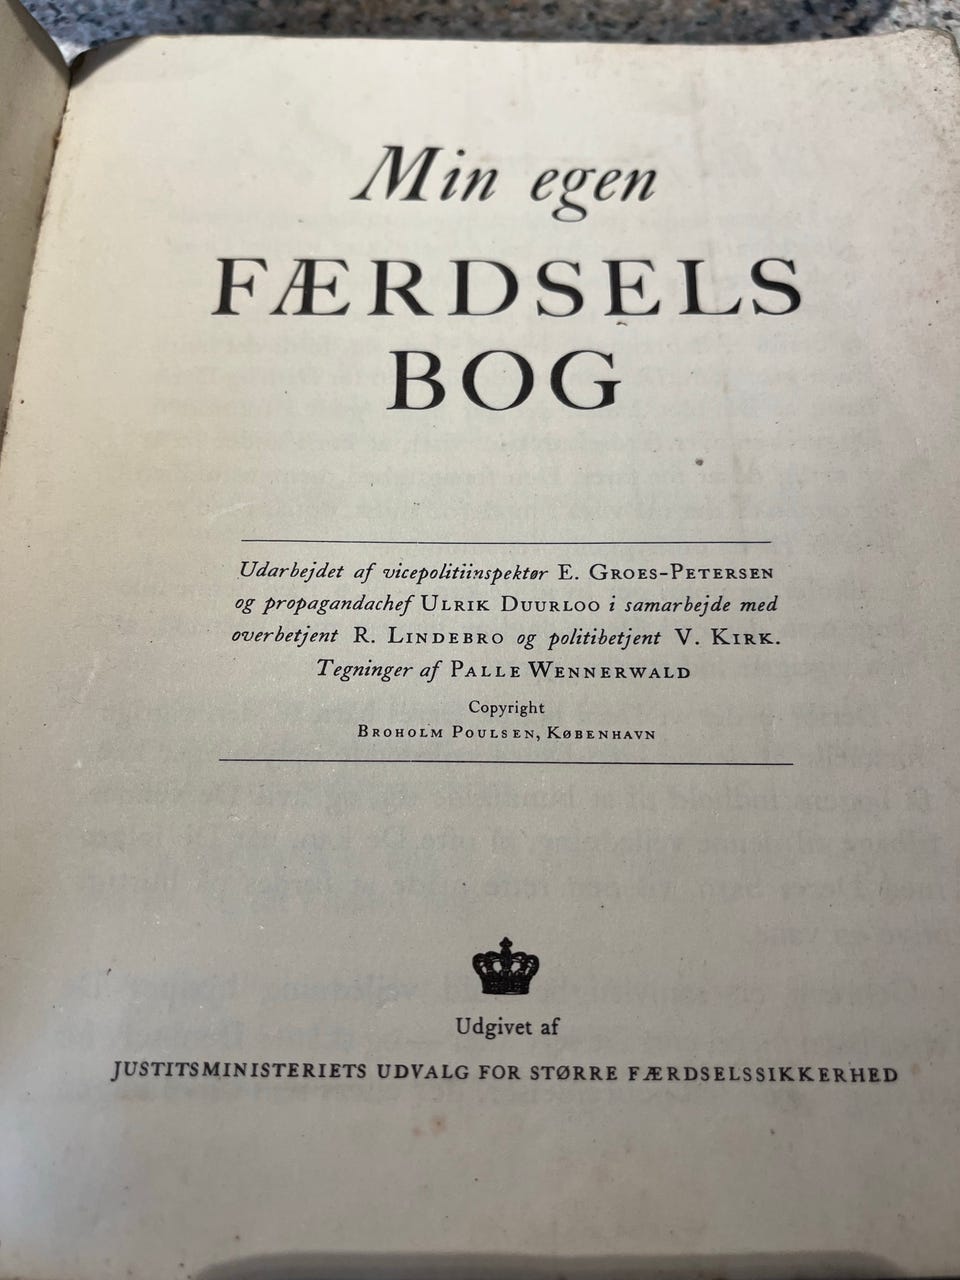 Min egen
FÆRDSELS
BOG
Udarbejdet af vicepolitiinspektør E. GROES-PETERSEN
og propagandachef ULRIK DUURLOO i samarbejde med
overbetjent R. LINDEBRO og politibetjent V. KIRK.
Tegninger af PALLE WENNERWALD
Copyright
BROHOLM POULSEN, KØBENHAVN
Udgivet af
JUSTITSMINISTERIETS UDVALG FOR STØRRE FÆRDSELSSIKKERHED